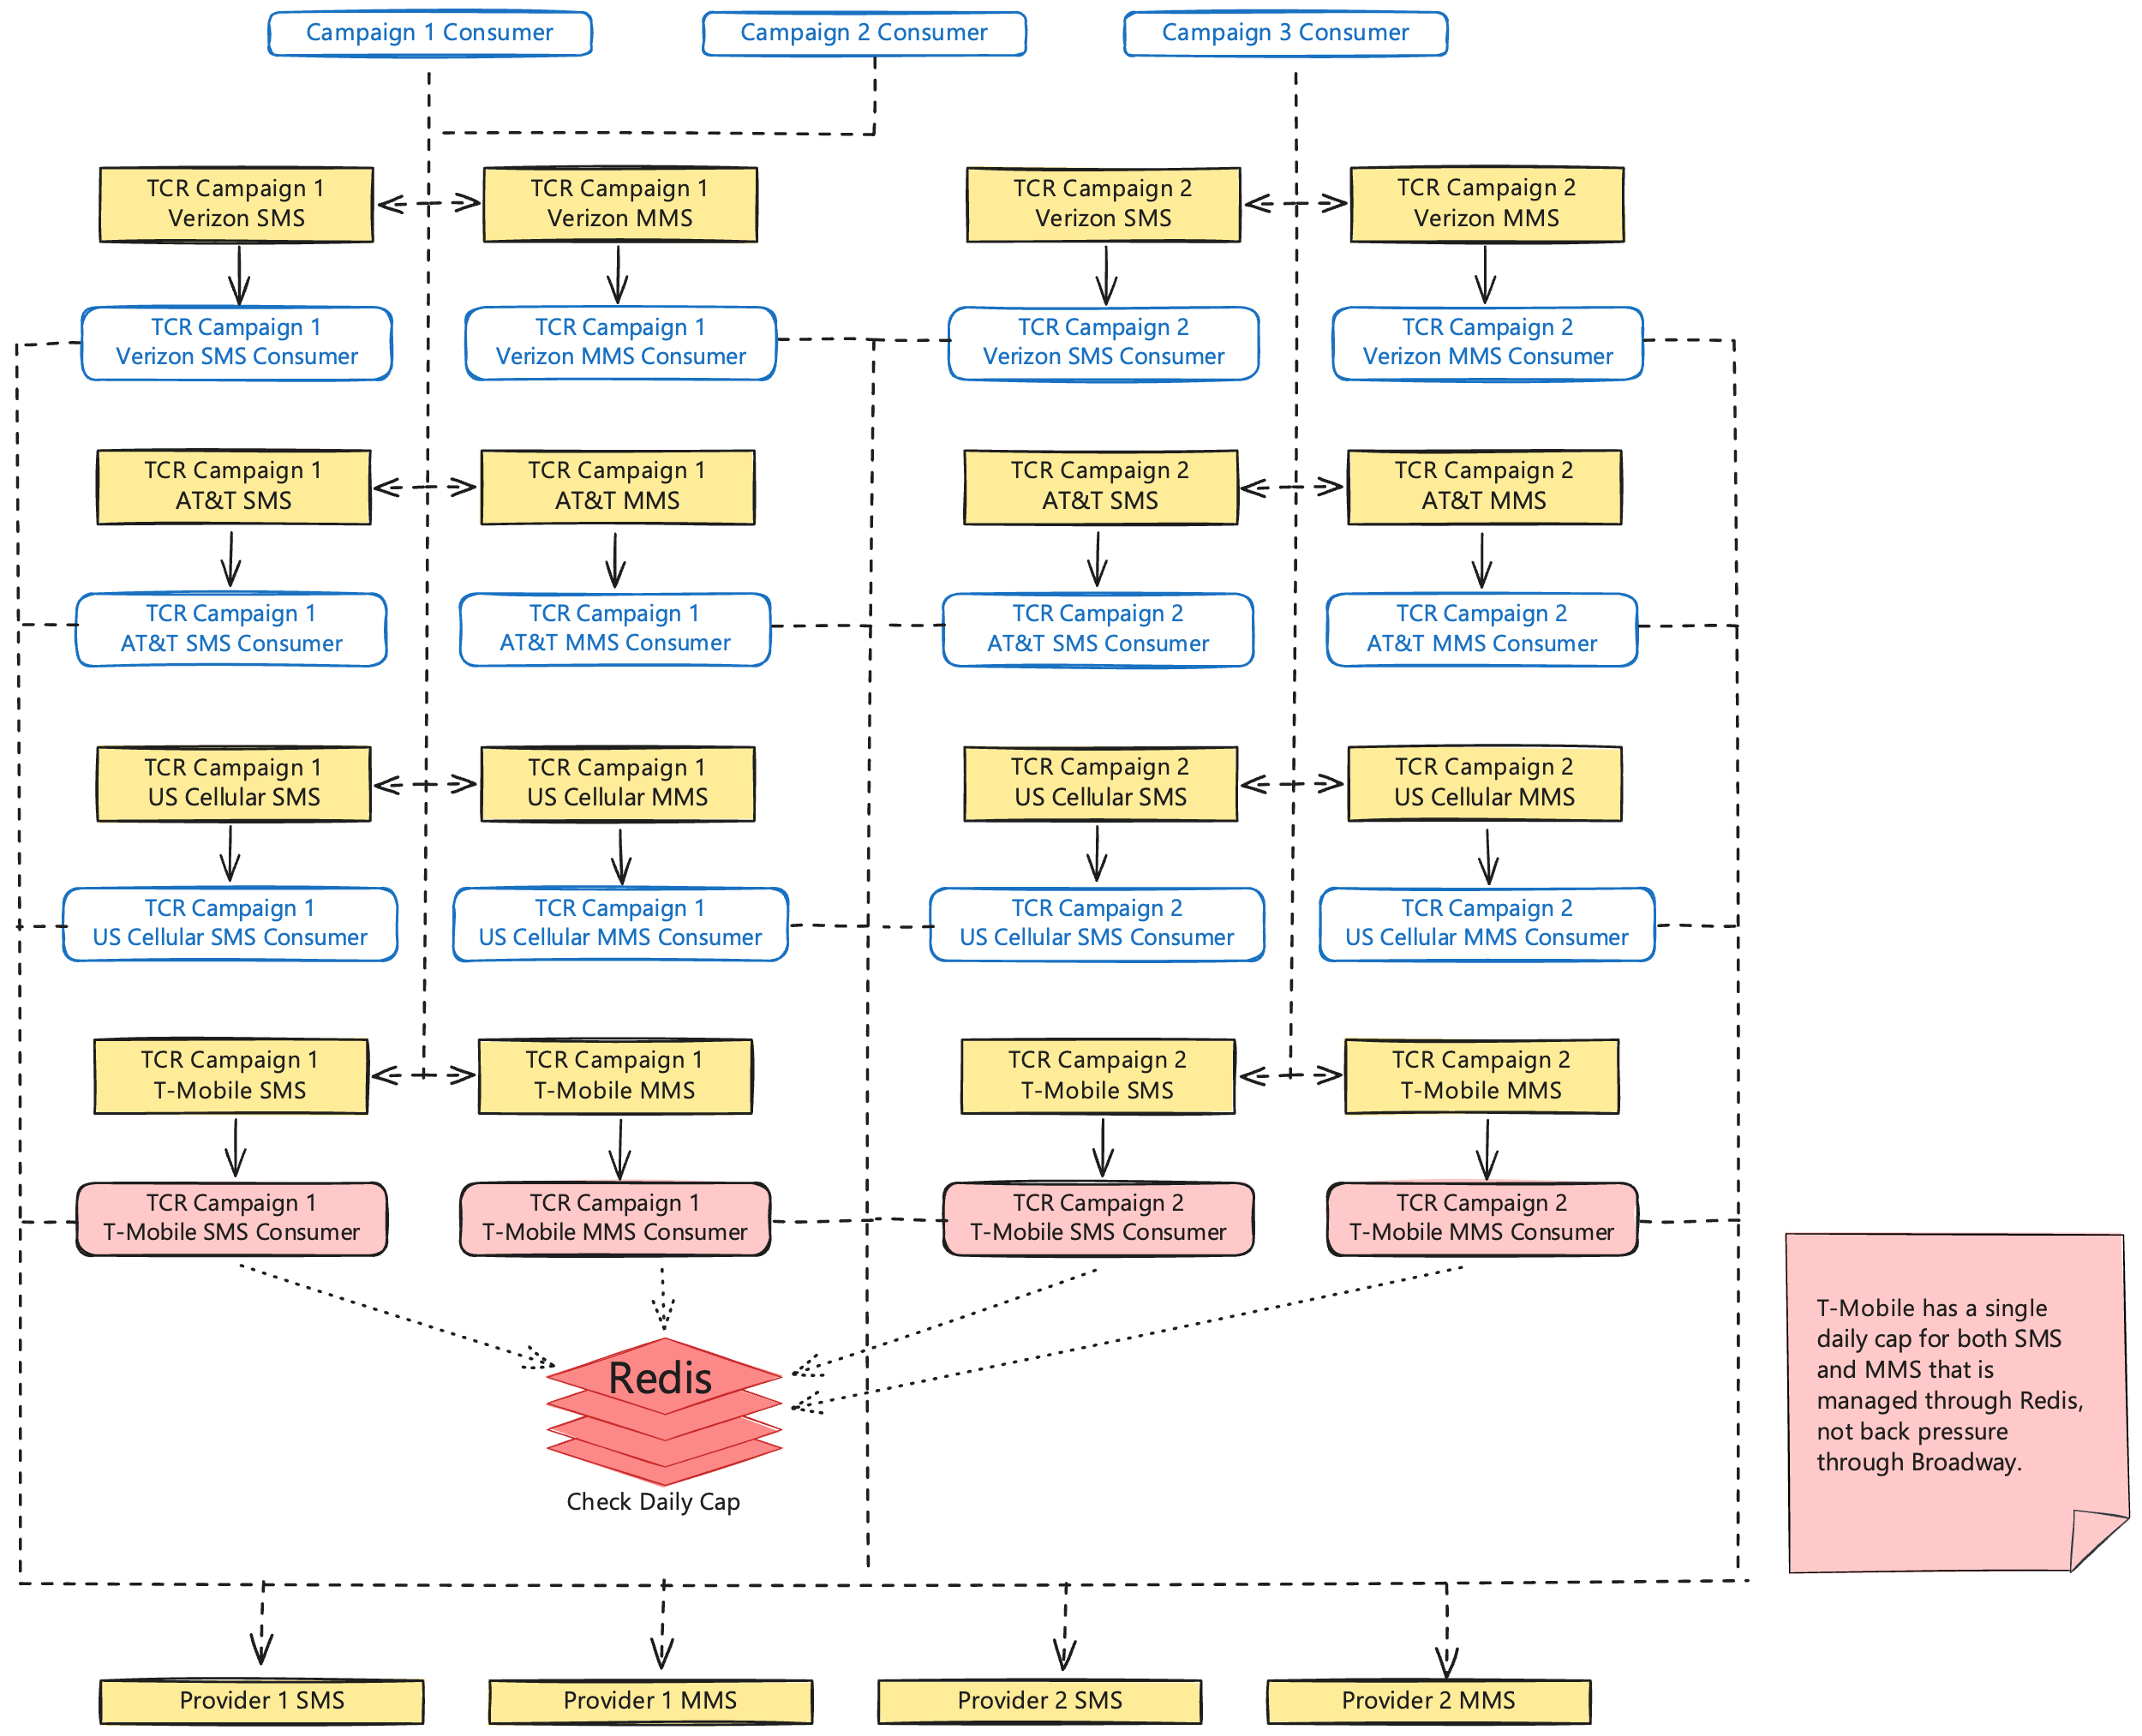 Campaign 1 Consumer
Campaign 2 Consumer
Campaign 3 Consumer
TCR Campaign 1
Verizon SMS
TCR Campaign 1
Verizon MMS
TCR Campaign 2
Verizon SMS
TCR Campaign 2
Verizon MMS
TCR Campaign 1
Verizon SMS Consumer
TCR Campaign 1
Verizon MMS Consumer
TCR Campaign 2
Verizon SMS Consumer
TCR Campaign 2
Verizon MMS Consumer
TCR Campaign 1
AT&T SMS
TCR Campaign 1
AT&T MMS
TCR Campaign 2
AT&T SMS
TCR Campaign 2
AT&T MMS
TCR Campaign 1
AT&T SMS Consumer
TCR Campaign 1
AT&T MMS Consumer
TCR Campaign 2
AT&T SMS Consumer
TCR Campaign 2
AT&T MMS Consumer
TCR Campaign 1
US Cellular SMS
TCR Campaign 1
US Cellular MMS
TCR Campaign 2
US Cellular SMS
TCR Campaign 2
US Cellular MMS
TCR Campaign 1
US Cellular SMS Consumer
TCR Campaign 1
US Cellular MMS Consumer
TCR Campaign 2
US Cellular SMS Consumer
TCR Campaign 2
US Cellular MMS Consumer
TCR Campaign 1
T-Mobile SMS
TCR Campaign 1
T-Mobile MMS
TCR Campaign 2
T-Mobile SMS
TCR Campaign 2
T-Mobile MMS
TCR Campaign 1
T-Mobile SMS Consumer
TCR Campaign 1
T-Mobile MMS Consumer
TCR Campaign 2
T-Mobile SMS Consumer
TCR Campaign 2
T-Mobile MMS Consumer
T-Mobile has a single
daily cap for both SMS
and MMS that is
managed through Redis,
not back pressure
through Broadway.
Redis
Check Daily Cap
Provider 1 SMS
Provider 1 MMS
Provider 2 SMS
Provider 2 MMS